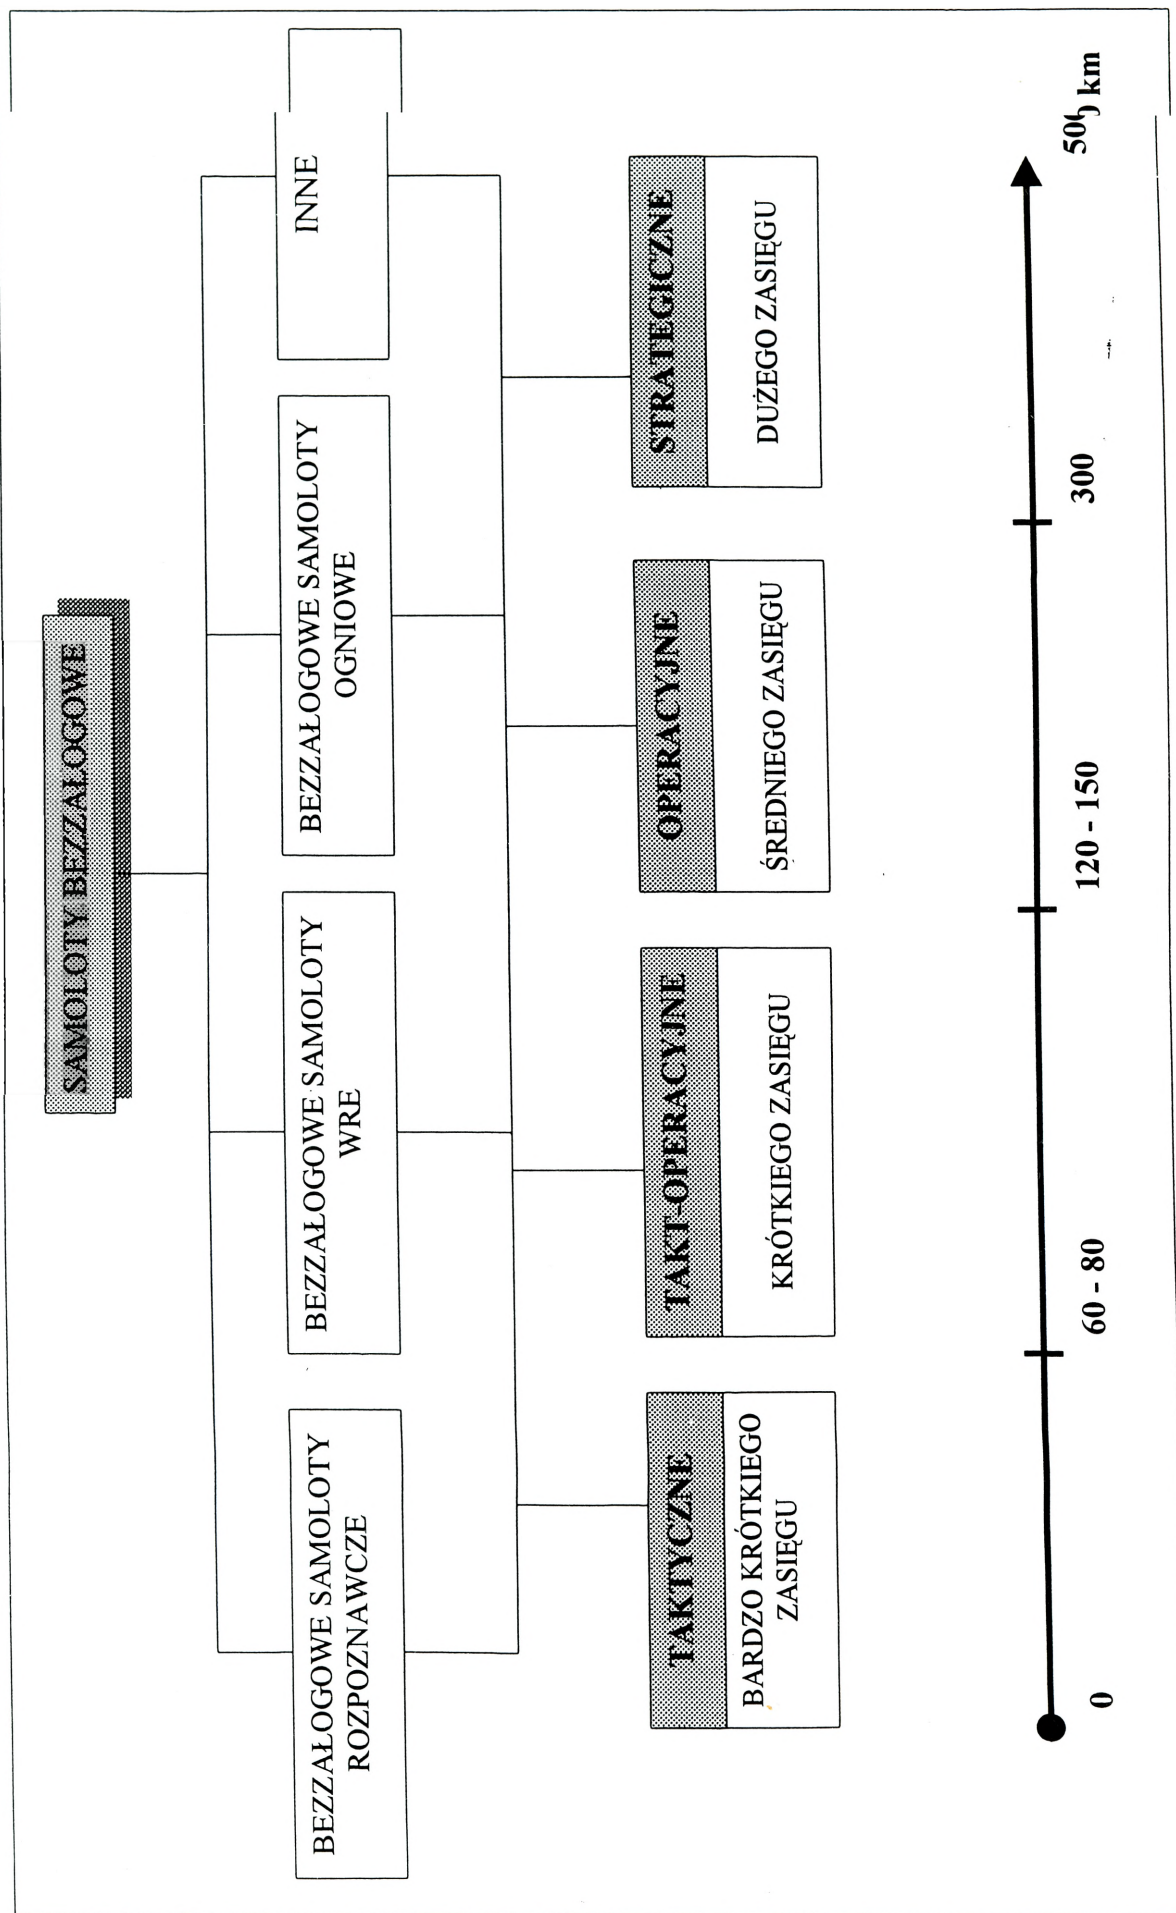 SAMOLOTY BEZZAŁOGOWE
BEZZAŁOGOWE SAMOLOTY
ROZPOZNAWCZE
BEZZAŁOGOWE SAMOLOTY
WRE
BEZZAŁOGOWE SAMOLOTY
OGNIOWE
INNE
TAKTYCZNE
BARDZO KRÓTKIEGO
ZASIĘGU
TAKT-OPERACYJNE
KRÓTKIEGO ZASIĘGU
OPERACYJNE
ŚREDNIEGO ZASIĘGU
STRATEGICZNE
DUŻEGO ZASIĘGU
0
60 - 80
120 - 150
300
500 km